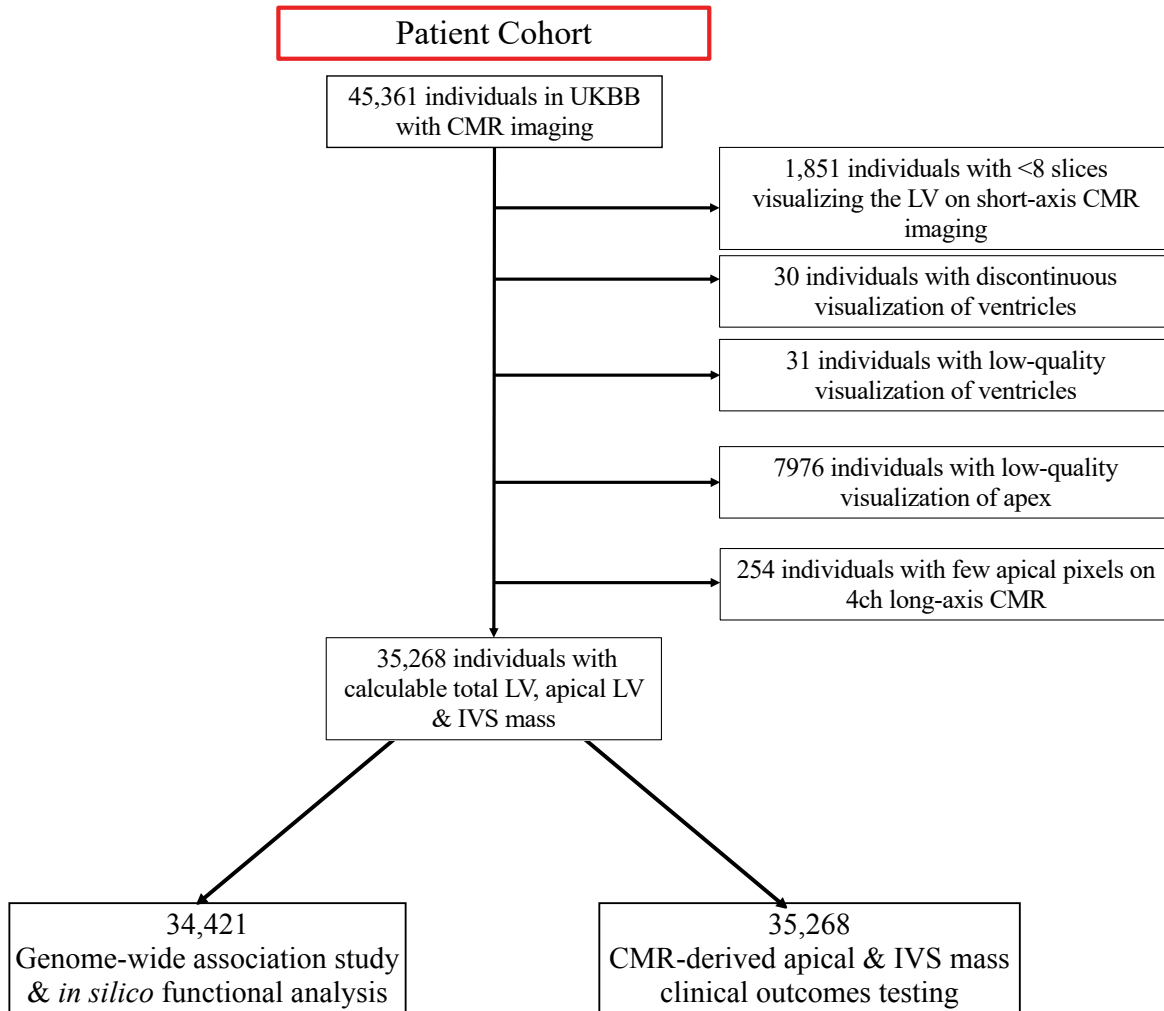 Patient Cohort
45,361 individuals in UKBB
with CMR imaging
1,851 individuals with <8 slices
visualizing the LV on short-axis CMR
imaging
30 individuals with discontinuous
visualization of ventricles
31 individuals with low-quality
visualization of ventricles
7976 individuals with low-quality
visualization of apex
254 individuals with few apical pixels on
4ch long-axis CMR
35,268 individuals with
calculable total LV, apical LV
& IVS mass
34,421
Genome-wide association study
& in silico functional analysis
35,268
CMR-derived apical & IVS mass
clinical outcomes testing